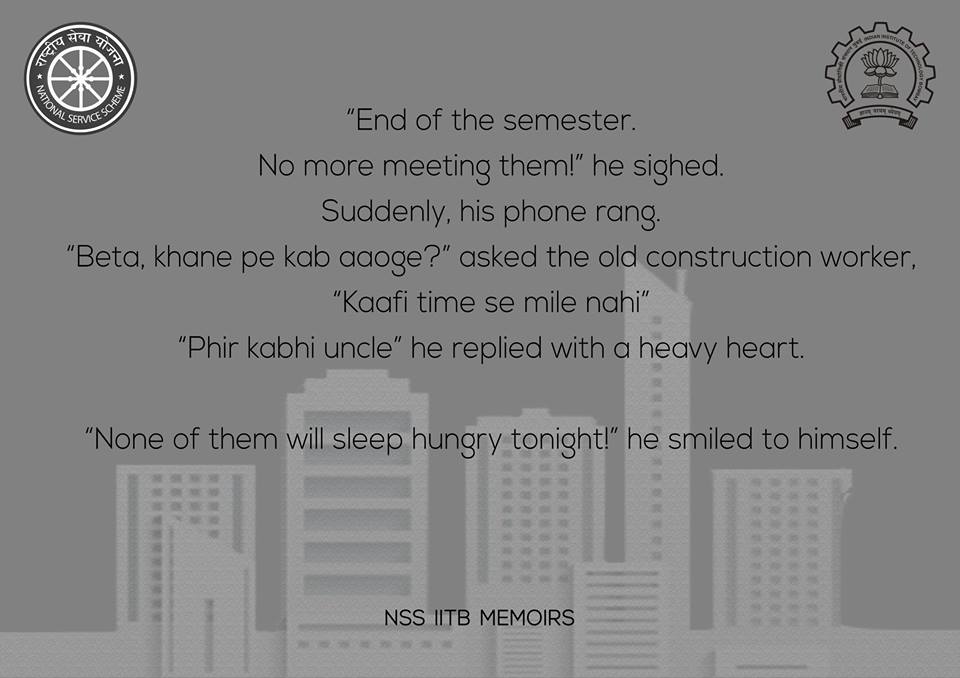 राष्ट्रीय सेवा योजना
NATIONAL SERVICE SCHEME
INDIAN INSTITUTE OF TECHNOLOGY BOMBAY
“End of the semester.
No more meeting them!” he sighed.
Suddenly, his phone rang.
“Beta, khane pe kab aaoge?” asked the old construction worker,
“Kaafi time se mile nahi”
“Phir kabhi uncle” he replied with a heavy heart.
“None of them will sleep hungry tonight!” he smiled to himself.
NSS IITB MEMOIRS